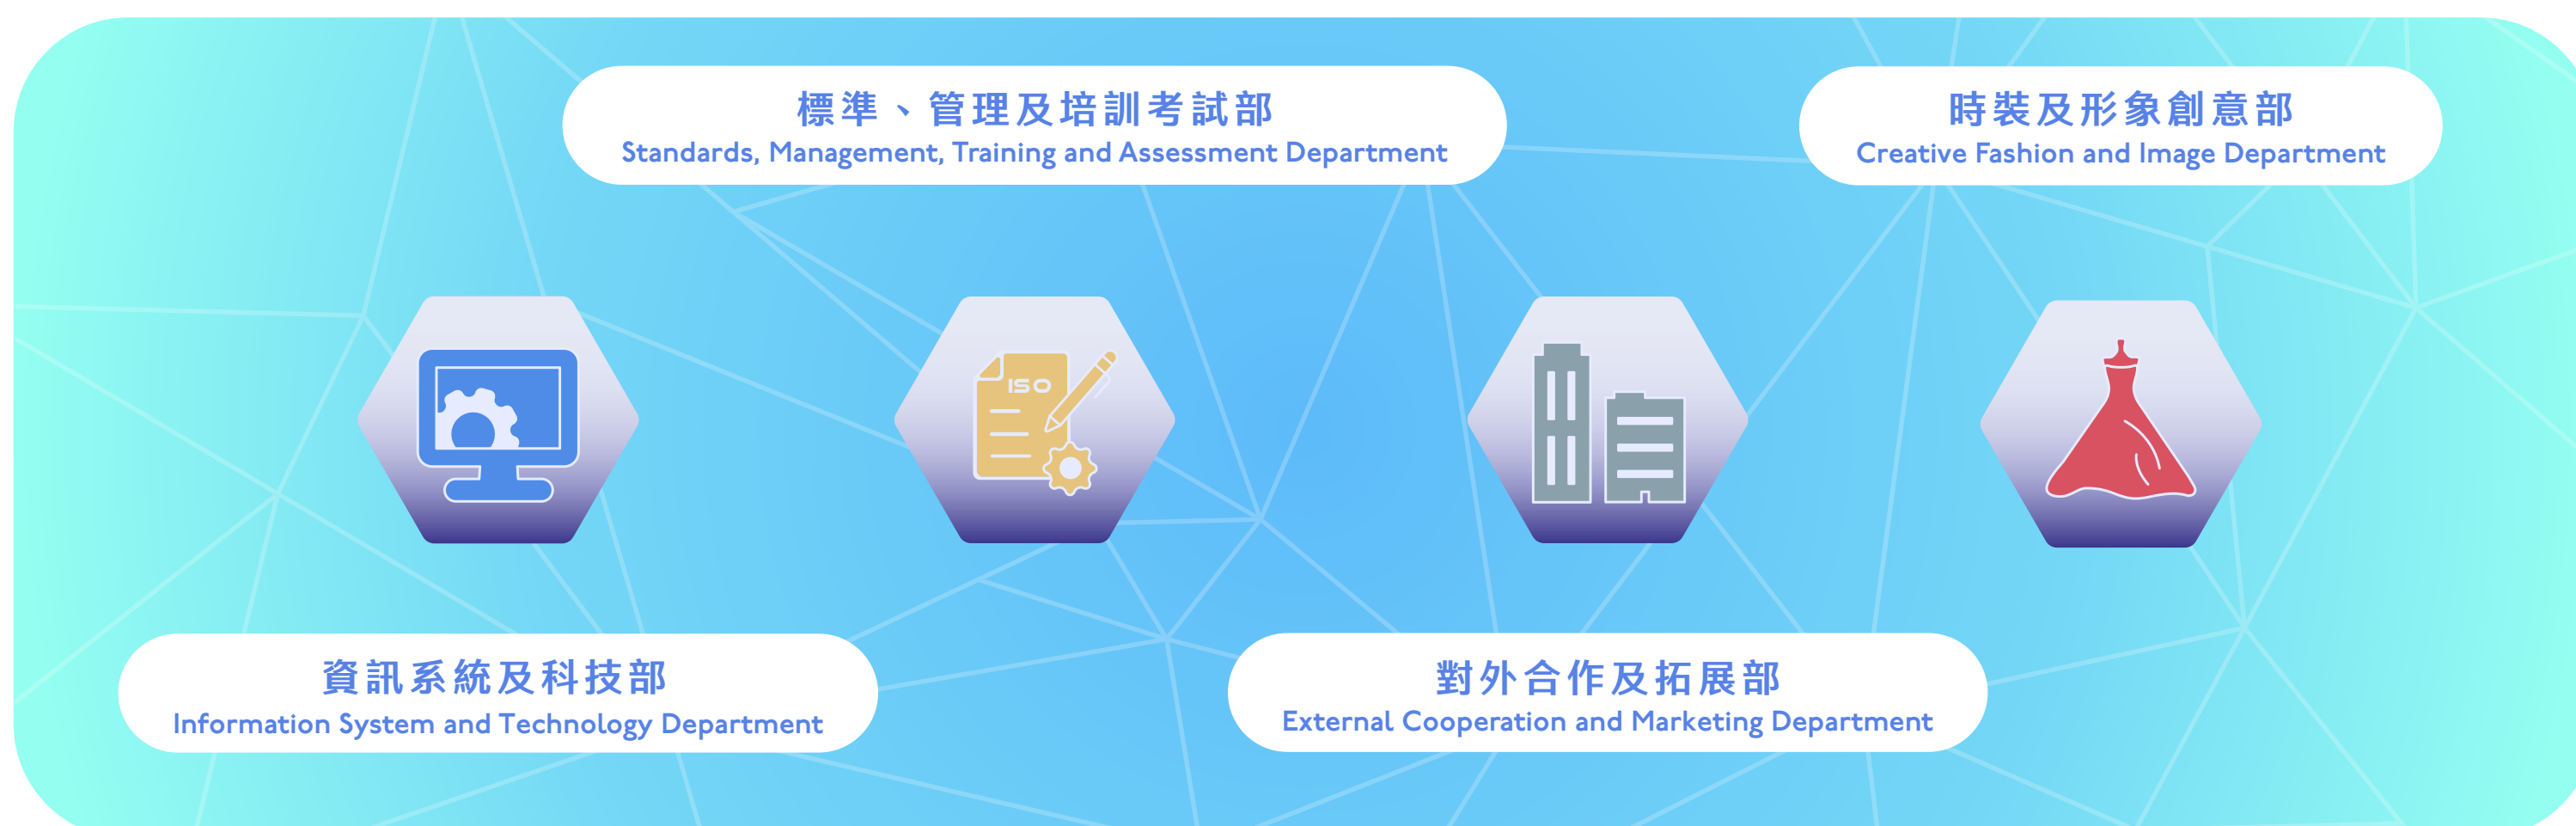 標準、管理及培訓考試部
Standards, Management, Training and Assessment Department
時裝及形象創意部
Creative Fashion and Image Department
ISO
資訊系統及科技部
Information System and Technology Department
對外合作及拓展部
External Cooperation and Marketing Department